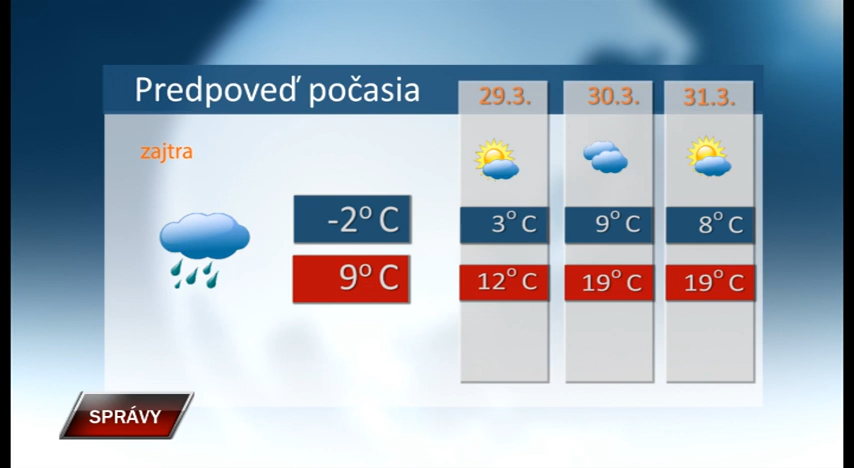 Predpoveď počasia
zajtra
-2° C
9° C
29.3.
3° C
12° C
30.3.
9° C
19° C
31.3.
8° C
19° C
SPRÁVY